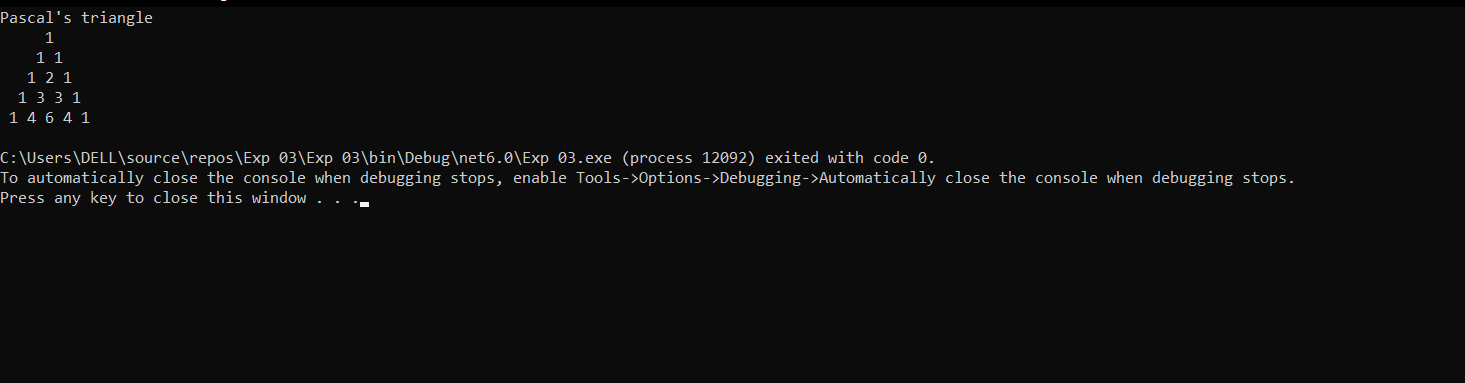 Pascal's triangle
     1
    1 1
   1 2 1
  1 3 3 1
 1 4 6 4 1
C:\Users\DELL\source\repos\Exp 03\Exp 03\bin\Debug\net6.0\Exp 03.exe (process 12092) exited with code 0.
To automatically close the console when debugging stops, enable Tools->Options->Debugging->Automatically close the console when debugging stops.
Press any key to close this window . . .